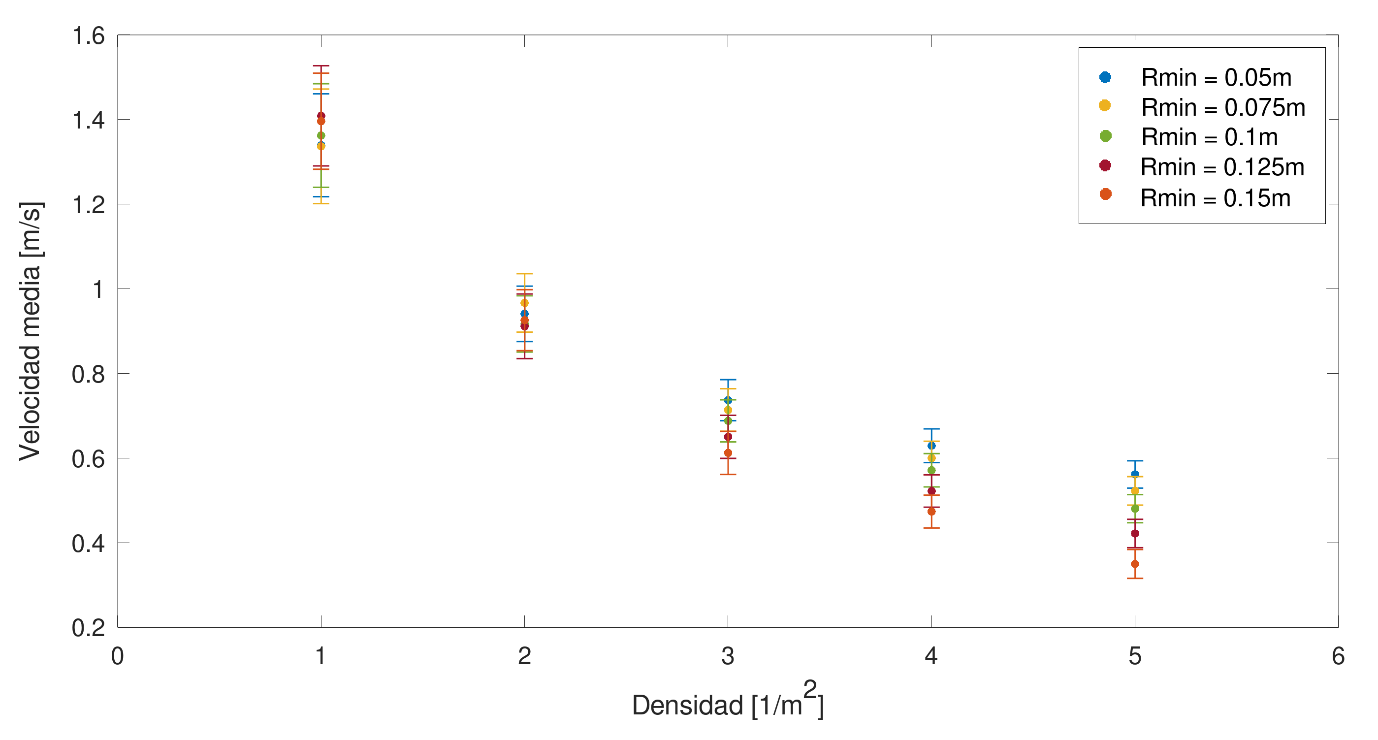 1.6
1.4
1.2
1
0.8
0.6
0.4
0.2
0 1 2 3 4 5 6
Velocidad media [m/s]
Densidad [1/m²]
Rmin = 0.05m
Rmin = 0.075m
Rmin = 0.1m
Rmin = 0.125m
Rmin = 0.15m